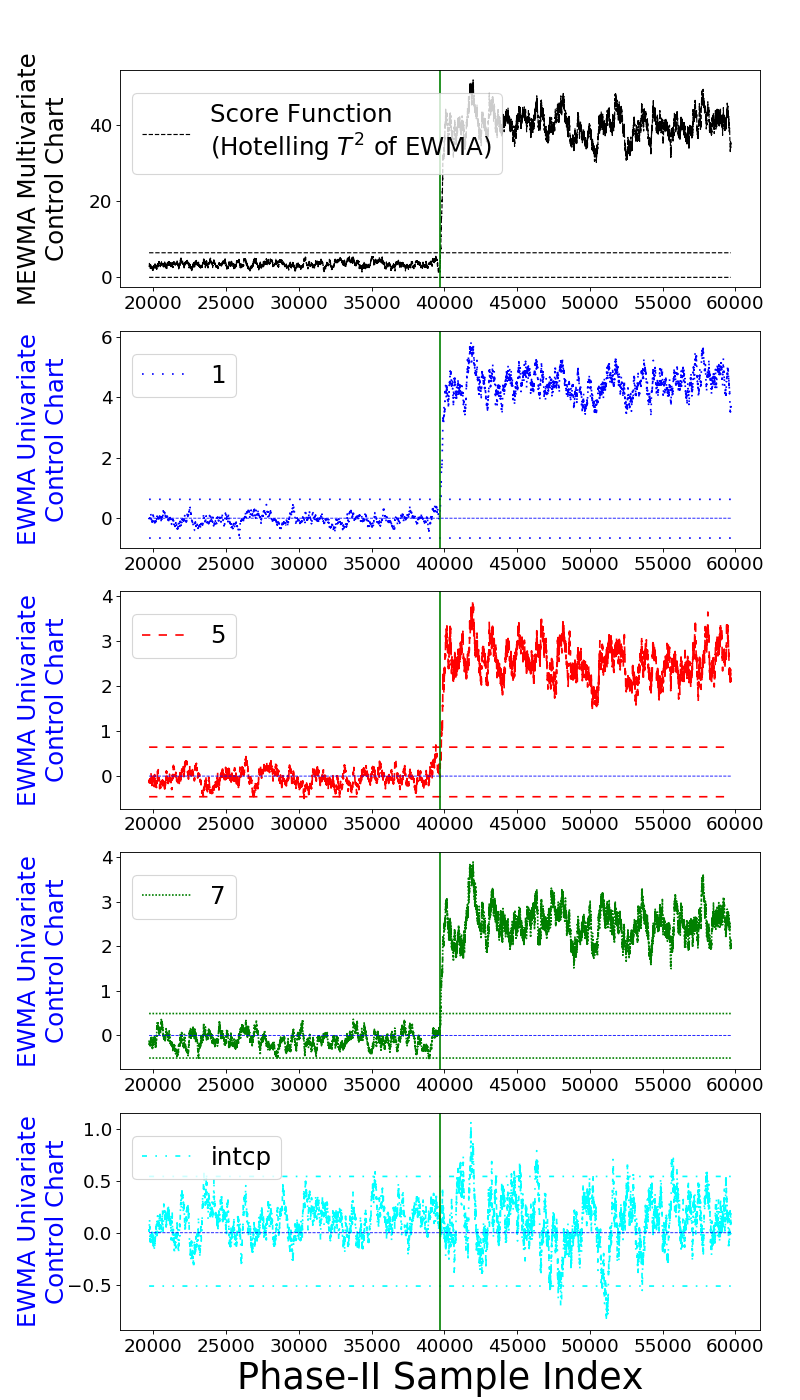 MEWMA Multivariate
Control Chart
Score Function
(Hotelling T² of EWMA)
40
20
0
20000 25000 30000 35000 40000 45000 50000 55000 60000
EWMA Univariate
Control Chart
1
6
4
2
0
20000 25000 30000 35000 40000 45000 50000 55000 60000
EWMA Univariate
Control Chart
5
4
3
2
1
0
20000 25000 30000 35000 40000 45000 50000 55000 60000
EWMA Univariate
Control Chart
7
4
3
2
1
0
20000 25000 30000 35000 40000 45000 50000 55000 60000
EWMA Univariate
Control Chart
intcp
1.0
0.5
0.0
−0.5
20000 25000 30000 35000 40000 45000 50000 55000 60000
Phase-II Sample Index